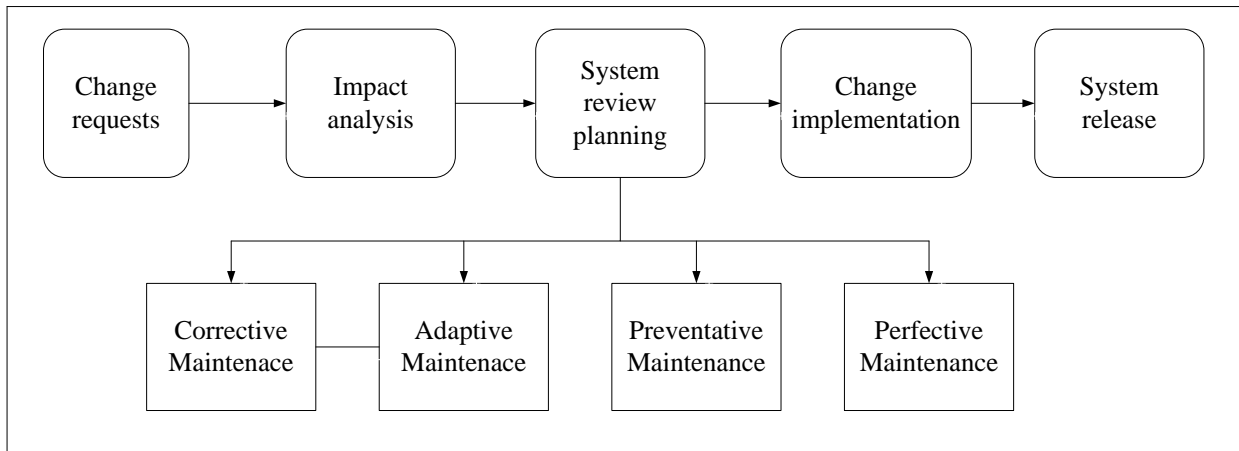 Change
requests
Impact
analysis
System
review
planning
Change
implementation
System
release
Corrective
Maintenace
Adaptive
Maintenace
Preventative
Maintenance
Perfective
Maintenance